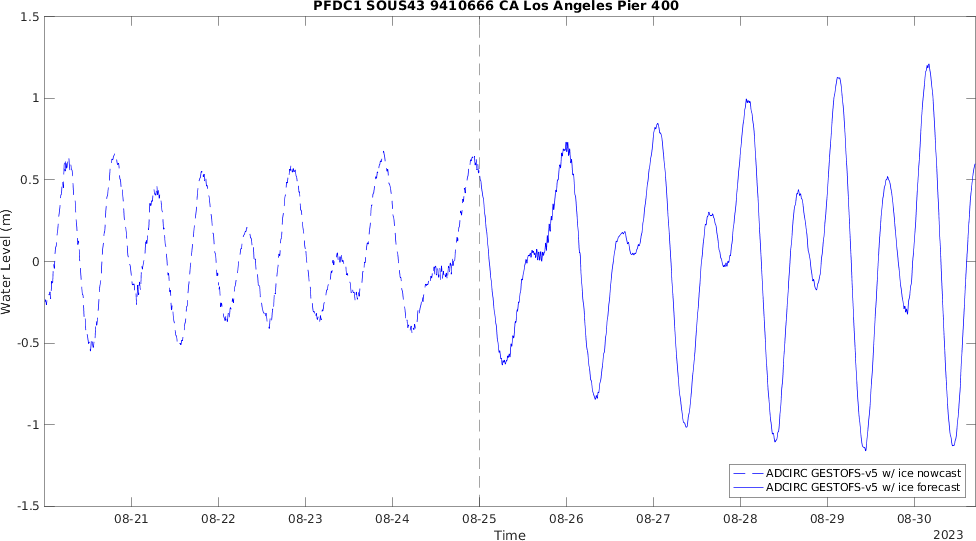 PFDC1 SOUS43 9410666 CA Los Angeles Pier 400
1.5
1
0.5
0
-0.5
-1
-1.5
Water Level (m)
08-21 08-22 08-23 08-24 08-25 08-26 08-27 08-28 08-29 08-30
Time
2023
ADCIRC GESTOFS-v5 w/ ice nowcast
ADCIRC GESTOFS-v5 w/ ice forecast